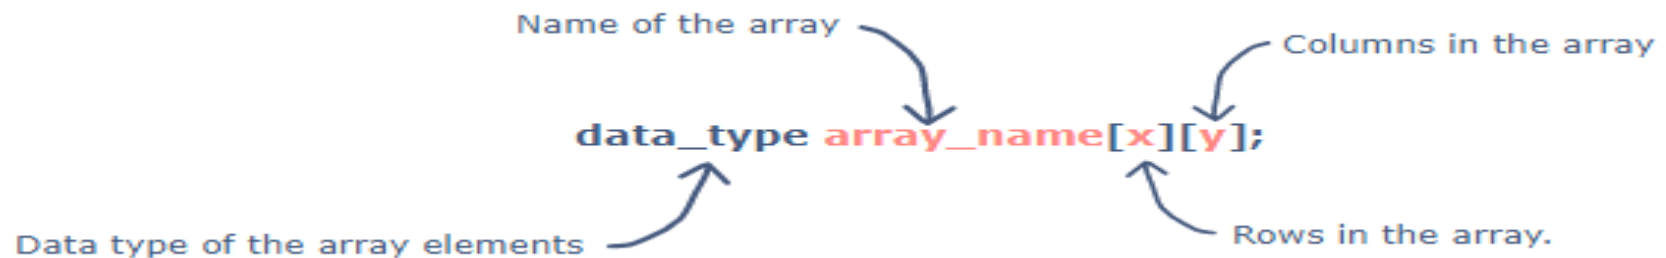 Name of the array
Columns in the array
data_type array_name[x][y];
Data type of the array elements
Rows in the array.